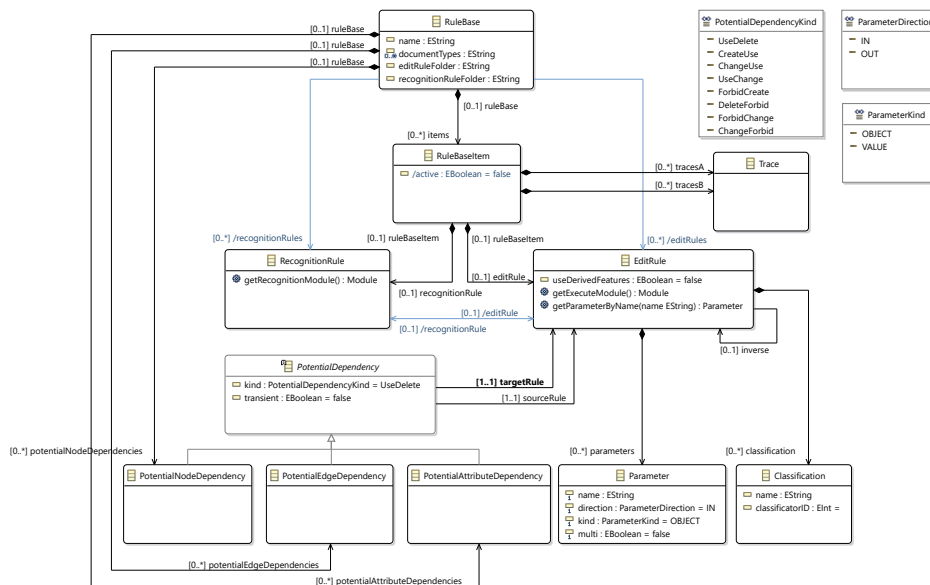 RuleBase
name : EString
documentTypes : EString
editRuleFolder : EString
recognitionRuleFolder : EString
[0..1] ruleBase
[0..1] ruleBase
[0..1] ruleBase
[0..1] ruleBase
[0..*] items
PotentialDependencyKind
UseDelete
CreateUse
ChangeUse
UseChange
ForbidCreate
DeleteForbid
ForbidChange
ChangeForbid
ParameterDirection
IN
OUT
ParameterKind
OBJECT
VALUE
RuleBaseItem
/active : EBoolean = false
[0..*] tracesA
[0..*] tracesB
Trace
[0..*] /recognitionRules
[0..1] ruleBaseItem
[0..1] ruleBaseItem
[0..*] /editRules
RecognitionRule
getRecognitionModule() : Module
[0..1] recognitionRule
[0..1] editRule
EditRule
useDerivedFeatures : EBoolean = false
getExecuteModule() : Module
getParameterByName(name EString) : Parameter
[0..1] /editRule
[0..1] /recognitionRule
[0..1] inverse
PotentialDependency
kind : PotentialDependencyKind = UseDelete
transient : EBoolean = false
[1..1] targetRule
[1..1] sourceRule
[0..*] potentialNodeDependencies
[0..*] parameters
[0..*] classification
PotentialNodeDependency
PotentialEdgeDependency
PotentialAttributeDependency
Parameter
name : EString
direction : ParameterDirection = IN
kind : ParameterKind = OBJECT
multi : EBoolean = false
Classification
name : EString
classificatorID : EInt =
[0..*] potentialEdgeDependencies
[0..*] potentialAttributeDependencies